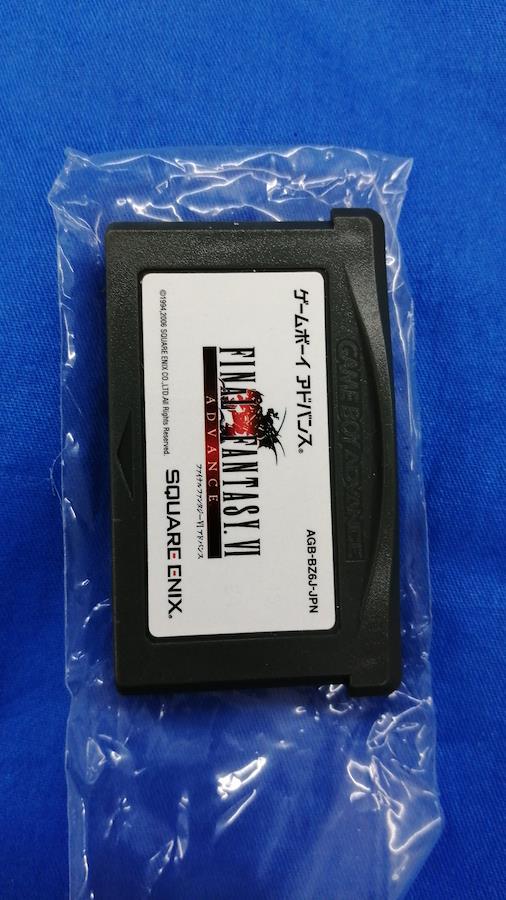 GAME BOY ADVANCE
ゲームボーイ アドバンス®
AGB-BZ6J-JPN
FINAL FANTASY VI
ADVANCE
ファイナルファンタジーVI アドバンス
©1994,2006 SQUARE ENIX CO.,LTD.All Rights Reserved.
SQUARE ENIX®